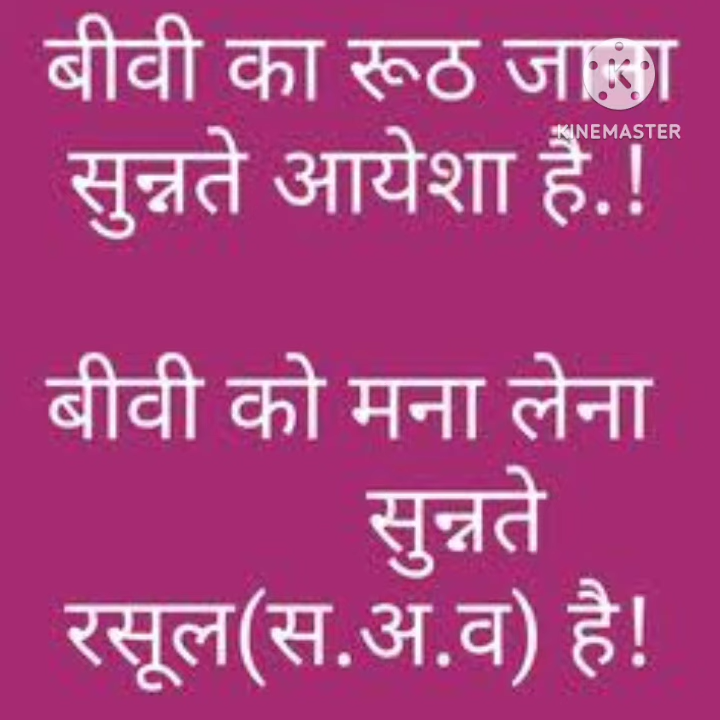 बीवी का रूठ जाना
KINEMASTER
सुन्नते आयेशा है.!
बीवी को मना लेना
सुन्नते
रसूल(स.अ.व) है!